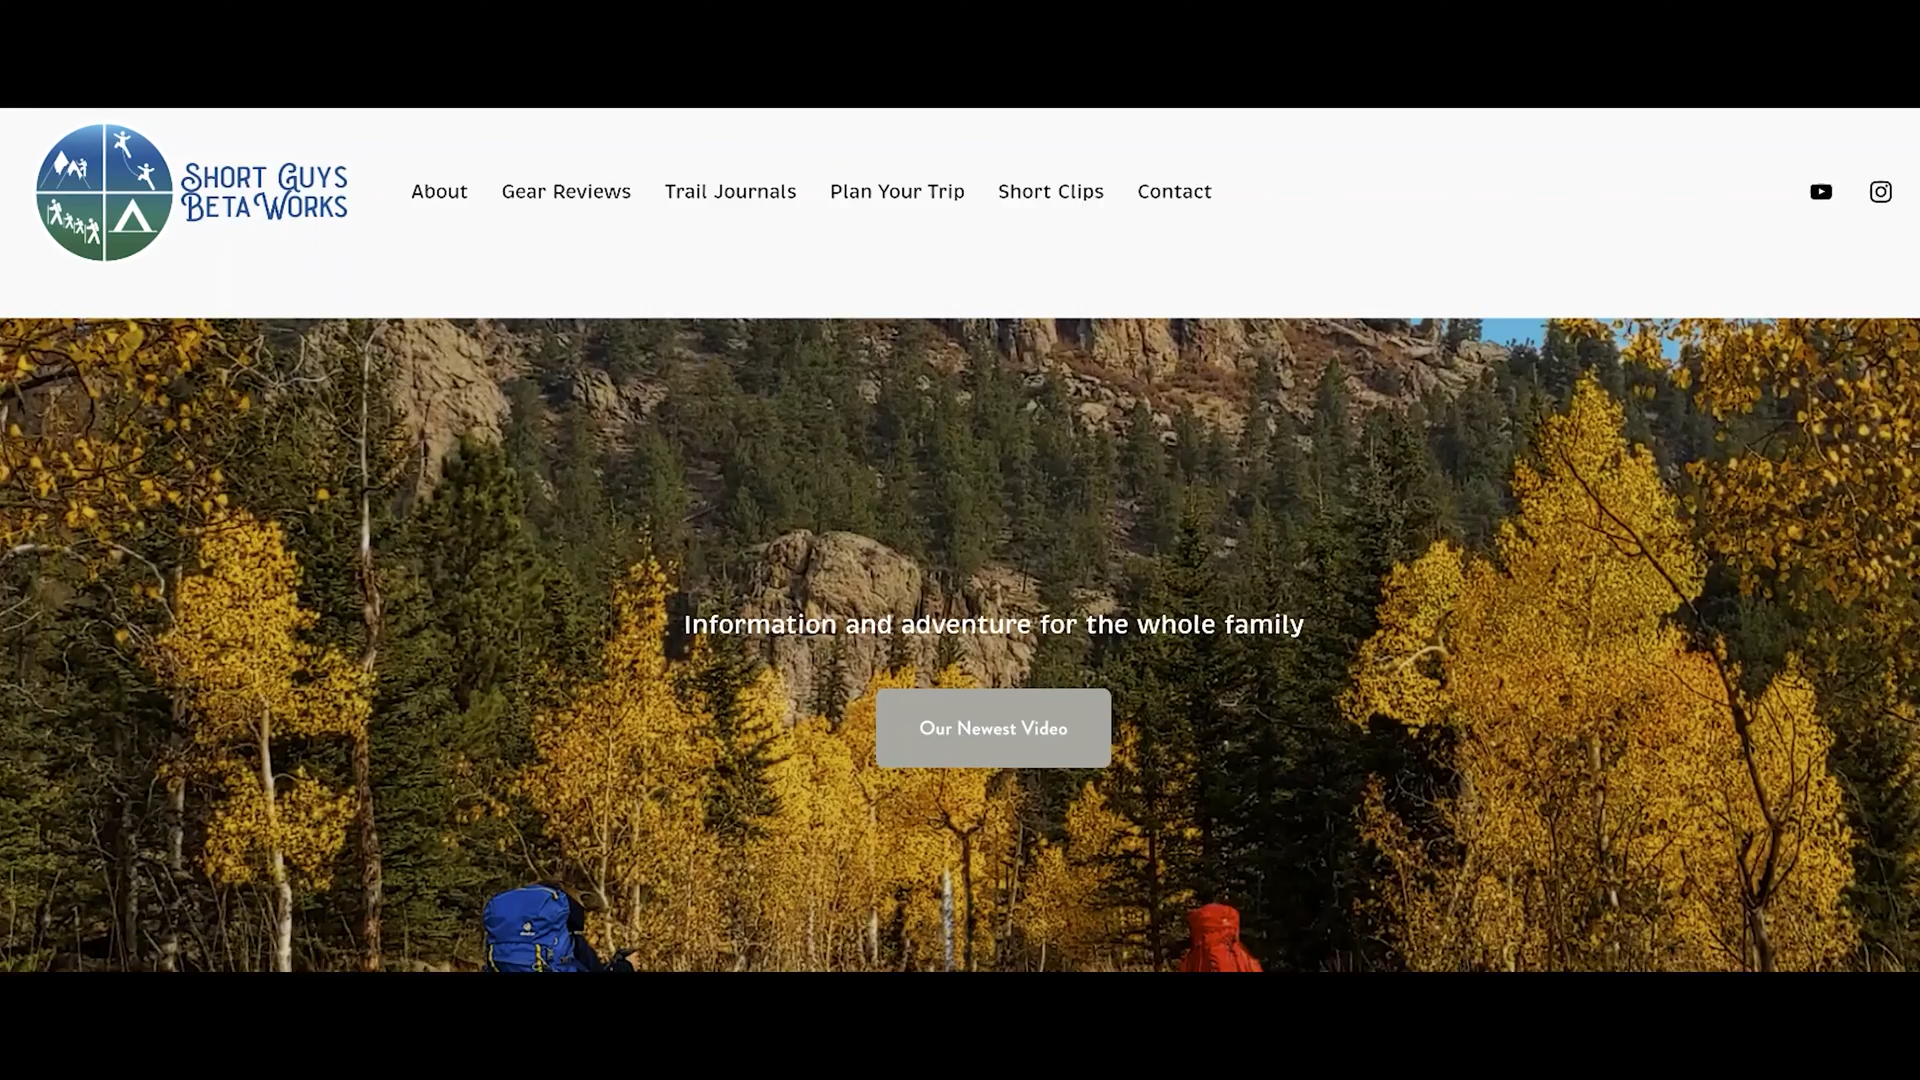 Short Guys
Beta Works
About
Gear Reviews
Trail Journals
Plan Your Trip
Short Clips
Contact
Information and adventure for the whole family
Our Newest Video